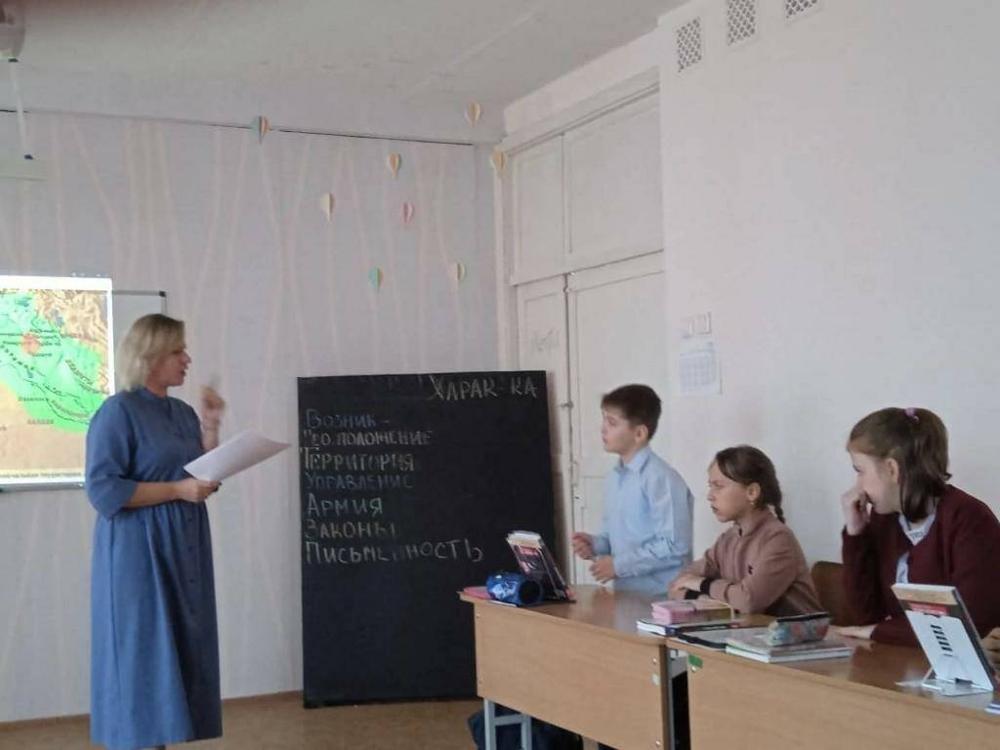 ХАРАК-КА
Возник-
Гео.положение
Территория
Управление
Армия
Законы
Письменность